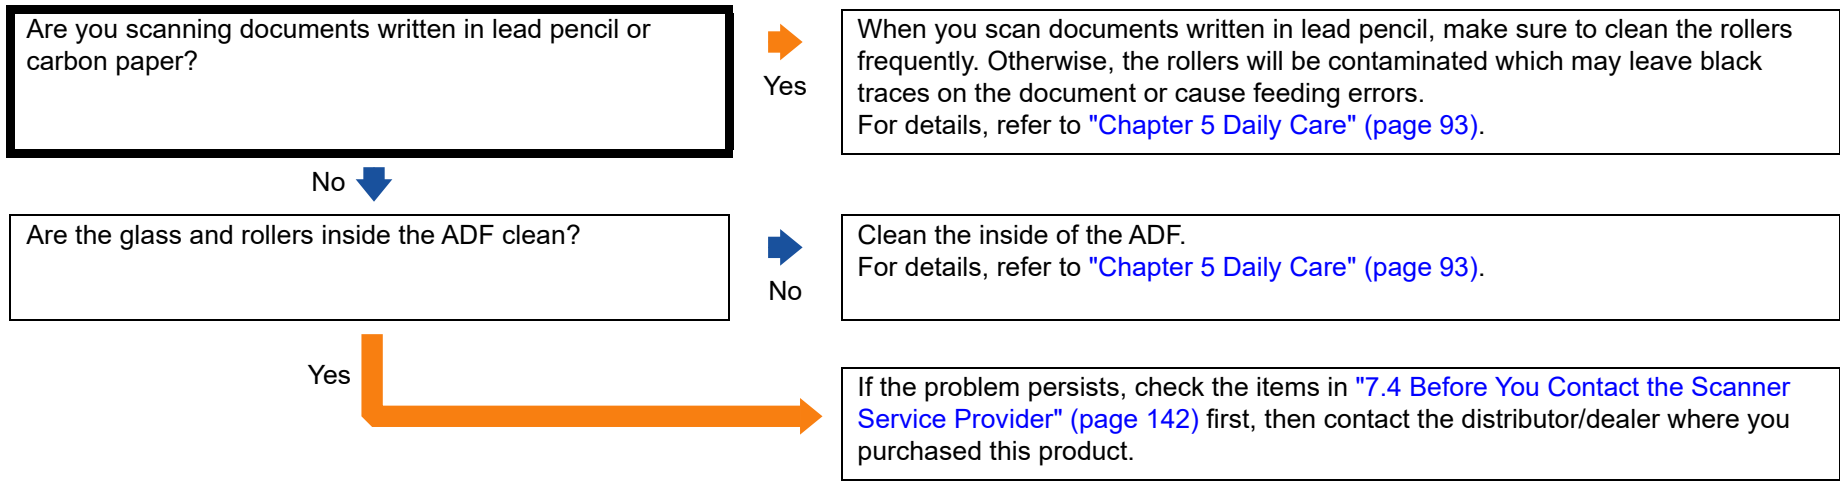 Are you scanning documents written in lead pencil or
carbon paper?
Yes
When you scan documents written in lead pencil, make sure to clean the rollers
frequently. Otherwise, the rollers will be contaminated which may leave black
traces on the document or cause feeding errors.
For details, refer to "Chapter 5 Daily Care" (page 93).
No
Are the glass and rollers inside the ADF clean?
No
Clean the inside of the ADF.
For details, refer to "Chapter 5 Daily Care" (page 93).
Yes
If the problem persists, check the items in "7.4 Before You Contact the Scanner
Service Provider" (page 142) first, then contact the distributor/dealer where you
purchased this product.